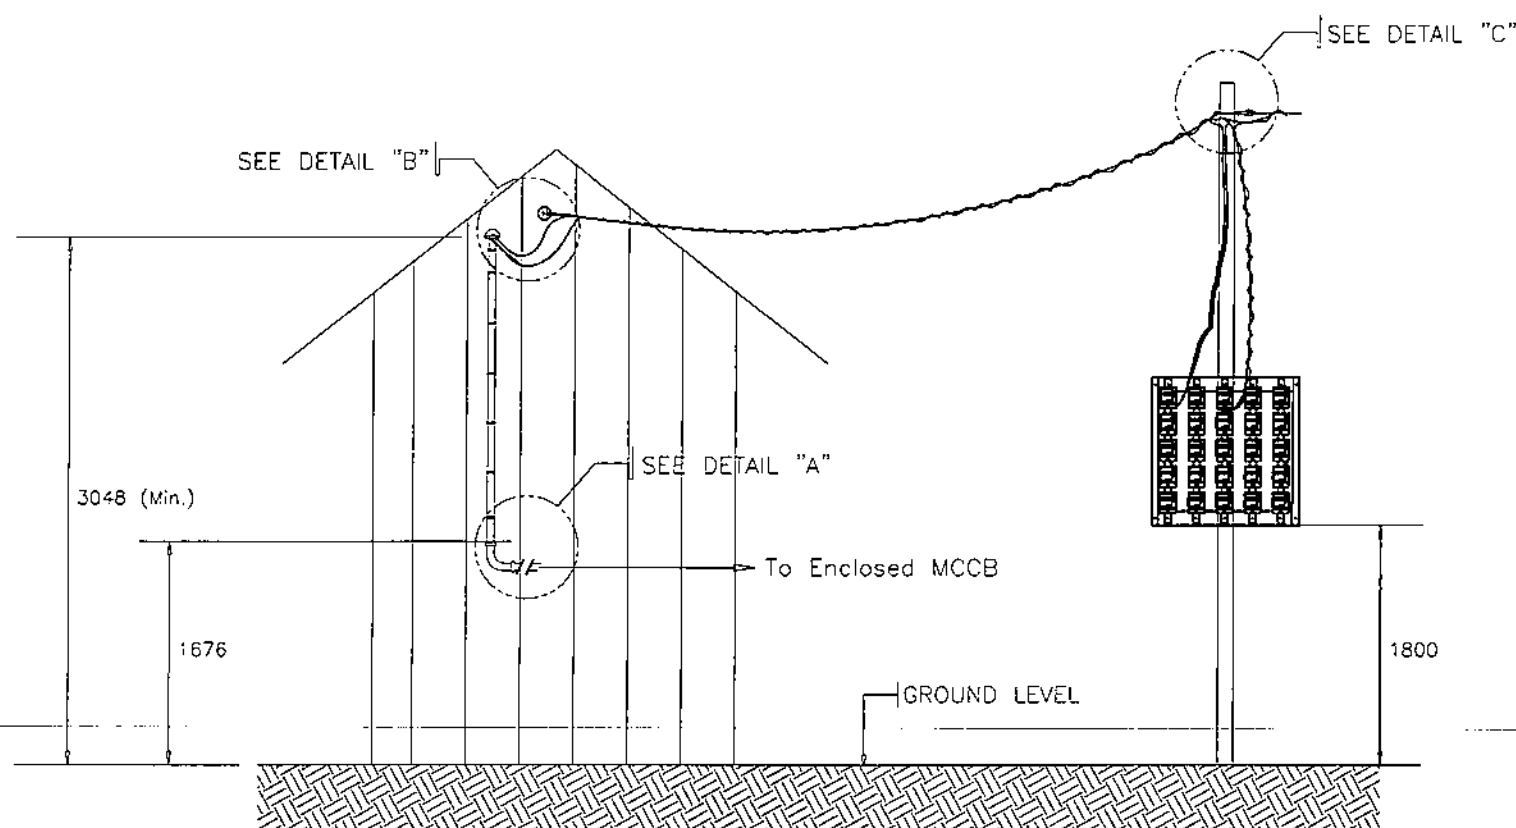 SEE DETAIL "C"
SEE DETAIL "B"
SEE DETAIL "A"
3048 (Min.)
To Enclosed MCCB
1676
1800
GROUND LEVEL